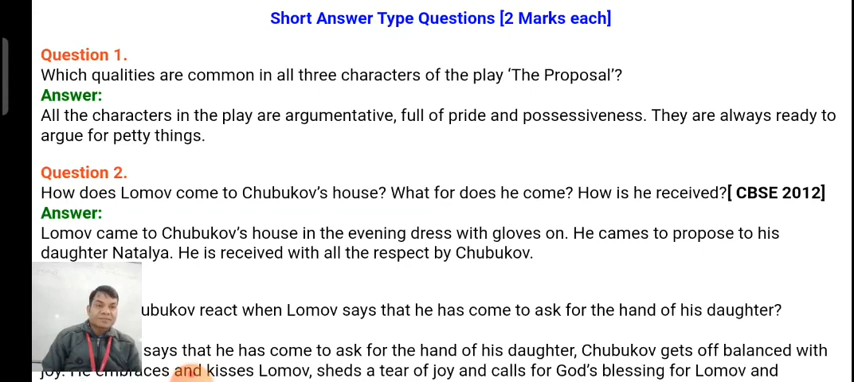 Short Answer Type Questions [2 Marks each]
Question 1.
Which qualities are common in all three characters of the play ‘The Proposal’?
Answer:
All the characters in the play are argumentative, full of pride and possessiveness. They are always ready to
argue for petty things.
Question 2.
How does Lomov come to Chubukov’s house? What for does he come? How is he received?[ CBSE 2012]
Answer:
Lomov came to Chubukov’s house in the evening dress with gloves on. He cames to propose to his
daughter Natalya. He is received with all the respect by Chubukov.
ubukov react when Lomov says that he has come to ask for the hand of his daughter?
says that he has come to ask for the hand of his daughter, Chubukov gets off balanced with
joy. He embraces and kisses Lomov, sheds a tear of joy and calls for God’s blessing for Lomov and